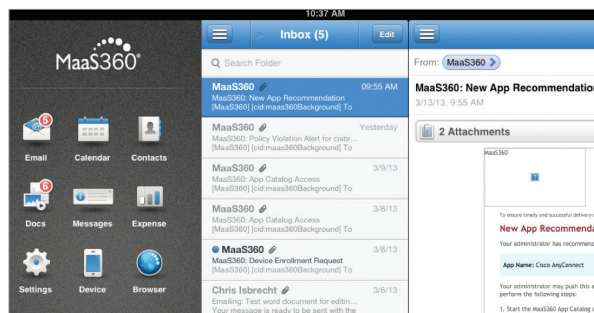 10:37 AM
MaaS360®
5
Email
Calendar
Contacts
6
Docs
Messages
Expense
Settings
Device
Browser
Inbox (5)
Edit
Search Folder
MaaS360
09:55 AM
MaaS360: New App Recommendation
[MaaS360] [cid:maas360Background] To
MaaS360
Yesterday
MaaS360: Policy Violation Alert for cisbr...
[MaaS360] [cid:maas360Background] To
MaaS360
3/9/13
MaaS360: App Catalog Access
[MaaS360] [cid:maas360Background] To
MaaS360
3/8/13
MaaS360: App Catalog Access
[MaaS360] [cid:maas360Background] To
MaaS360
3/8/13
MaaS360: Device Enrollment Request
[MaaS360] [cid:maas360Background] To
Chris Isbrecht
3/6/13
Emailing: Test word document for editin...
Your message is ready to be sent with the
From: MaaS360
MaaS360: New App Recommendation
3/13/13, 9:55 AM
2 Attachments
MaaS360
To ensure timely and successful delivery
New App Recommenda
Your administrator has recommend
App Name: Cisco AnyConnect
Your administrator may push this a
perform the following steps:
1. Start the MaaS360 App Catalog